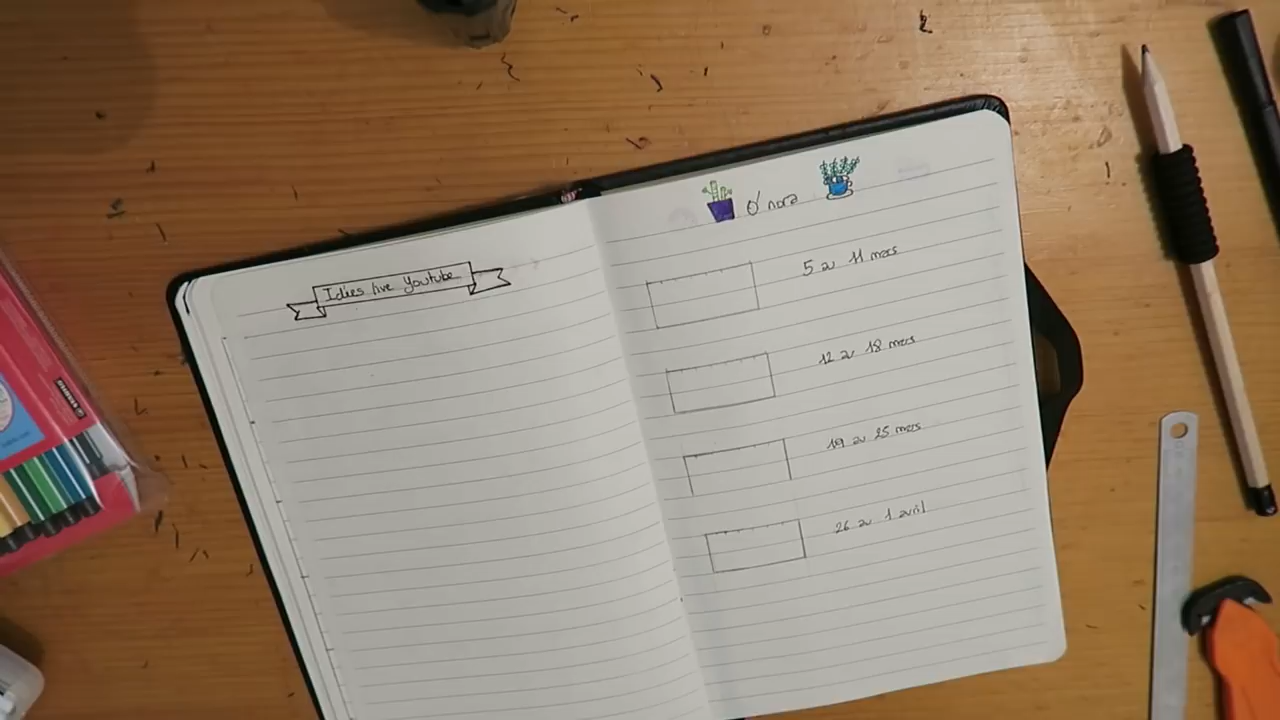 Idées live Youtube
O' nora
5 au 11 mars
12 au 18 mars
19 au 25 mars
26 au 1 avril